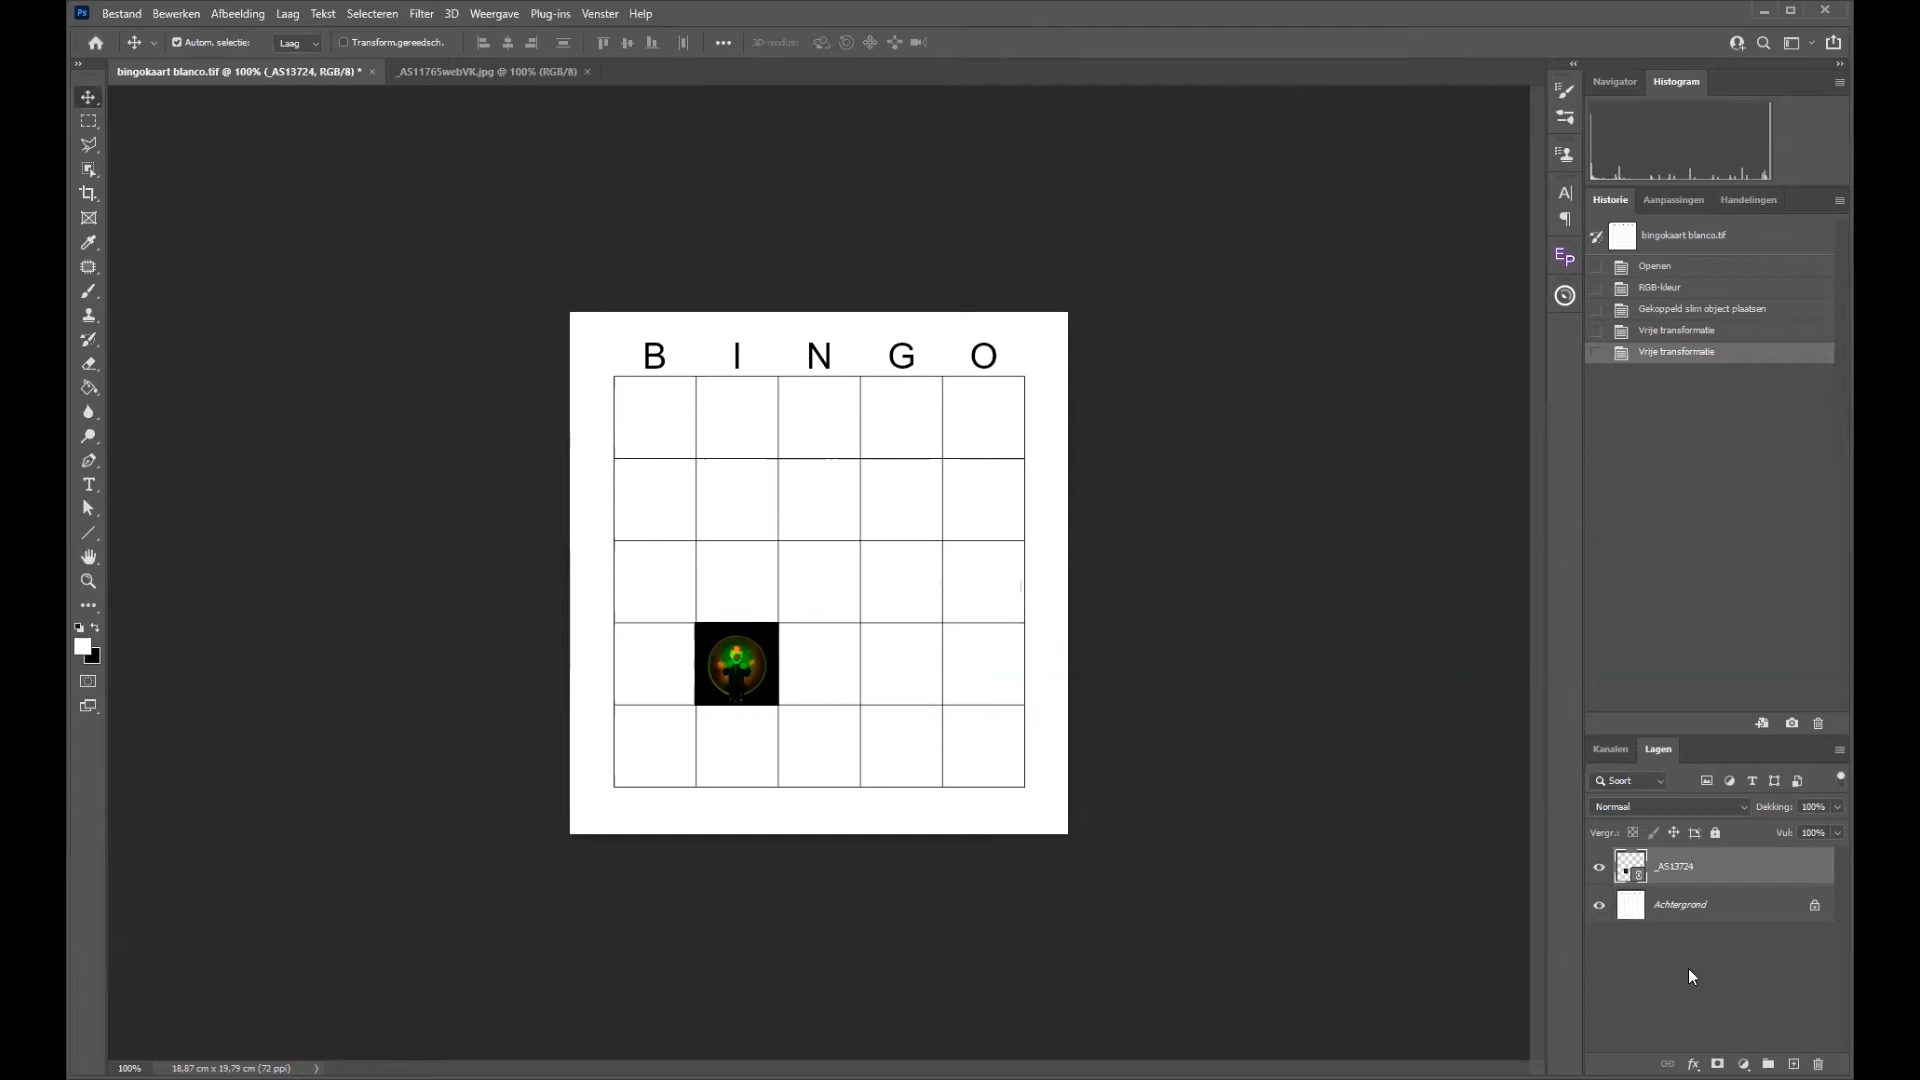 Ps Bestand Bewerken Afbeelding Laag Tekst Selecteren Filter 3D Weergave Plug-ins Venster Help
Autom. selectie: Laag Transform.gereedsch. 3D-modus:
bingokaart blanco.tif @ 100% (_AS13724, RGB/8) * _AS11765webVK.jpg @ 100% (RGB/8)
Navigator Histogram
Historie Aanpassingen Handelingen
bingokaart blanco.tif
Openen
RGB-kleur
Gekoppeld slim object plaatsen
Vrije transformatie
Vrije transformatie
B I N G O
Kanalen Lagen
Soort
Normaal Dekking: 100%
Vergr.: Vul: 100%
_AS13724
Achtergrond
100% 18,87 cm x 19,79 cm (72 ppi)